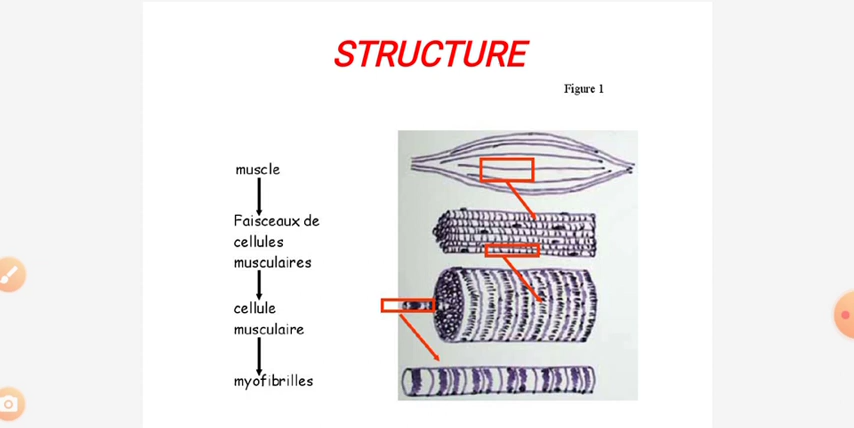 STRUCTURE
Figure 1
muscle
Faisceaux de
cellules
musculaires
cellule
musculaire
myofibrilles